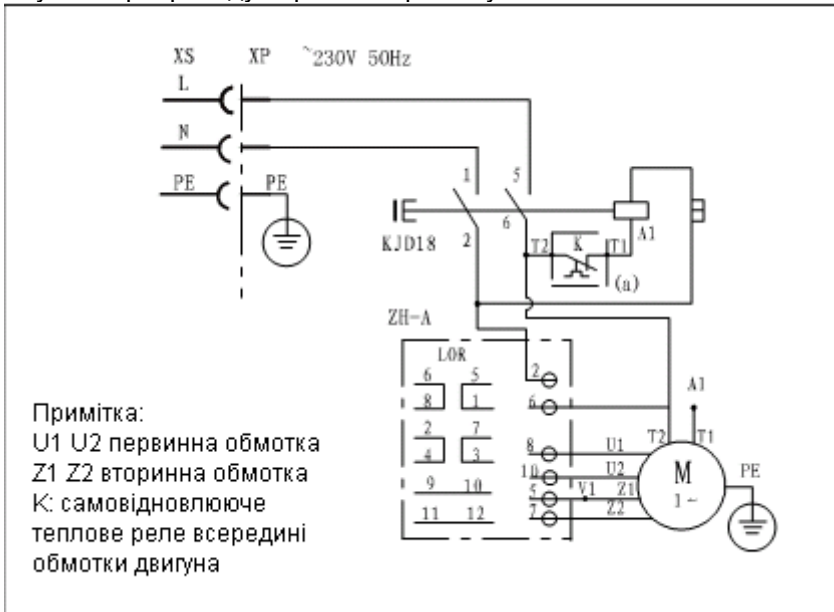 XS XP ~230V 50Hz
L
N
PE PE
1 5
KJD18 2 6
T2 K T1 A1
(a)
ZH-A
LOR
6 5 2
8 1 6
A1
2 7 8 U1 T2 T1
4 3 10 U2 M PE
9 10 5 V1 Z1 1~
11 12 7 Z2
Примітка:
U1 U2 первинна обмотка
Z1 Z2 вторинна обмотка
K: самовідновлююче
теплове реле всередині
обмотки двигуна